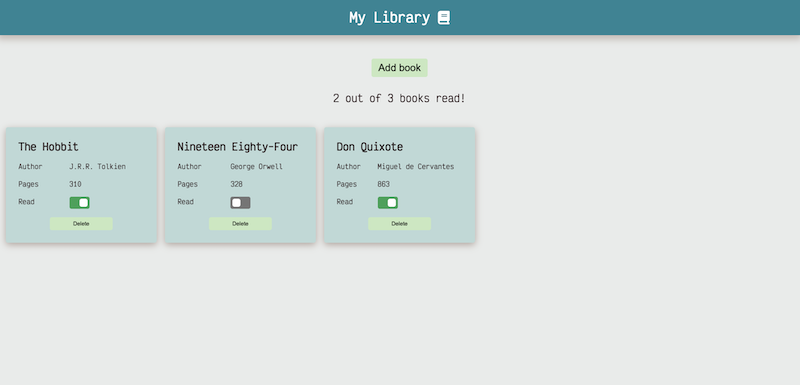 My Library
Add book
2 out of 3 books read!
The Hobbit
Author J.R.R. Tolkien
Pages 310
Read
Delete
Nineteen Eighty-Four
Author George Orwell
Pages 328
Read
Delete
Don Quixote
Author Miguel de Cervantes
Pages 863
Read
Delete